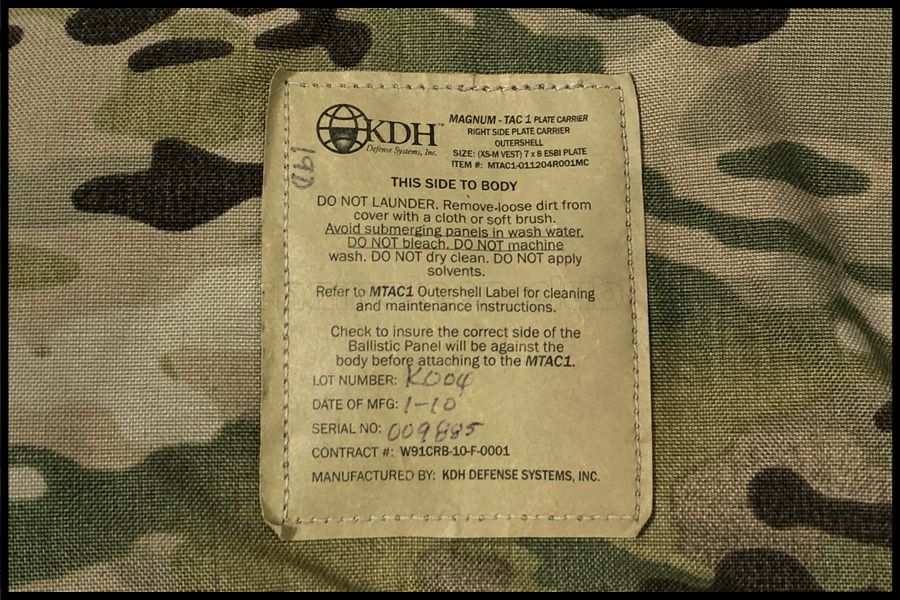 KDH™
Defense Systems, Inc.
MAGNUM - TAC 1 PLATE CARRIER
RIGHT SIDE PLATE CARRIER
OUTERSHELL
SIZE: (XS-M VEST) 7 x 8 ESBI PLATE
ITEM #: MTAC1-011204R001MC
THIS SIDE TO BODY
DO NOT LAUNDER. Remove-loose dirt from
cover with a cloth or soft brush.
Avoid submerging panels in wash water.
DO NOT bleach. DO NOT machine
wash. DO NOT dry clean. DO NOT apply
solvents.
Refer to MTAC1 Outershell Label for cleaning
and maintenance instructions.
Check to insure the correct side of the
Ballistic Panel will be against the
body before attaching to the MTAC1.
LOT NUMBER: K004
DATE OF MFG: 1-10
SERIAL NO: 009885
CONTRACT #: W91CRB-10-F-0001
MANUFACTURED BY: KDH DEFENSE SYSTEMS, INC.